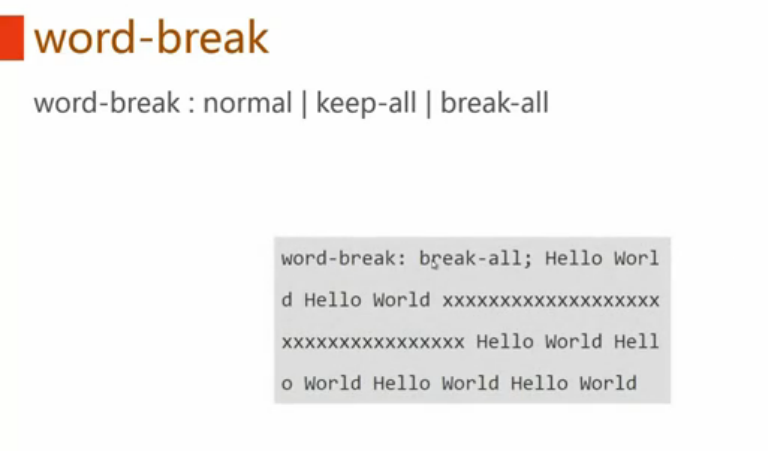 word-break
word-break : normal | keep-all | break-all
word-break: break-all; Hello Worl
d Hello World xxxxxxxxxxxxxxxxxxx
xxxxxxxxxxxxxxxx Hello World Hell
o World Hello World Hello World